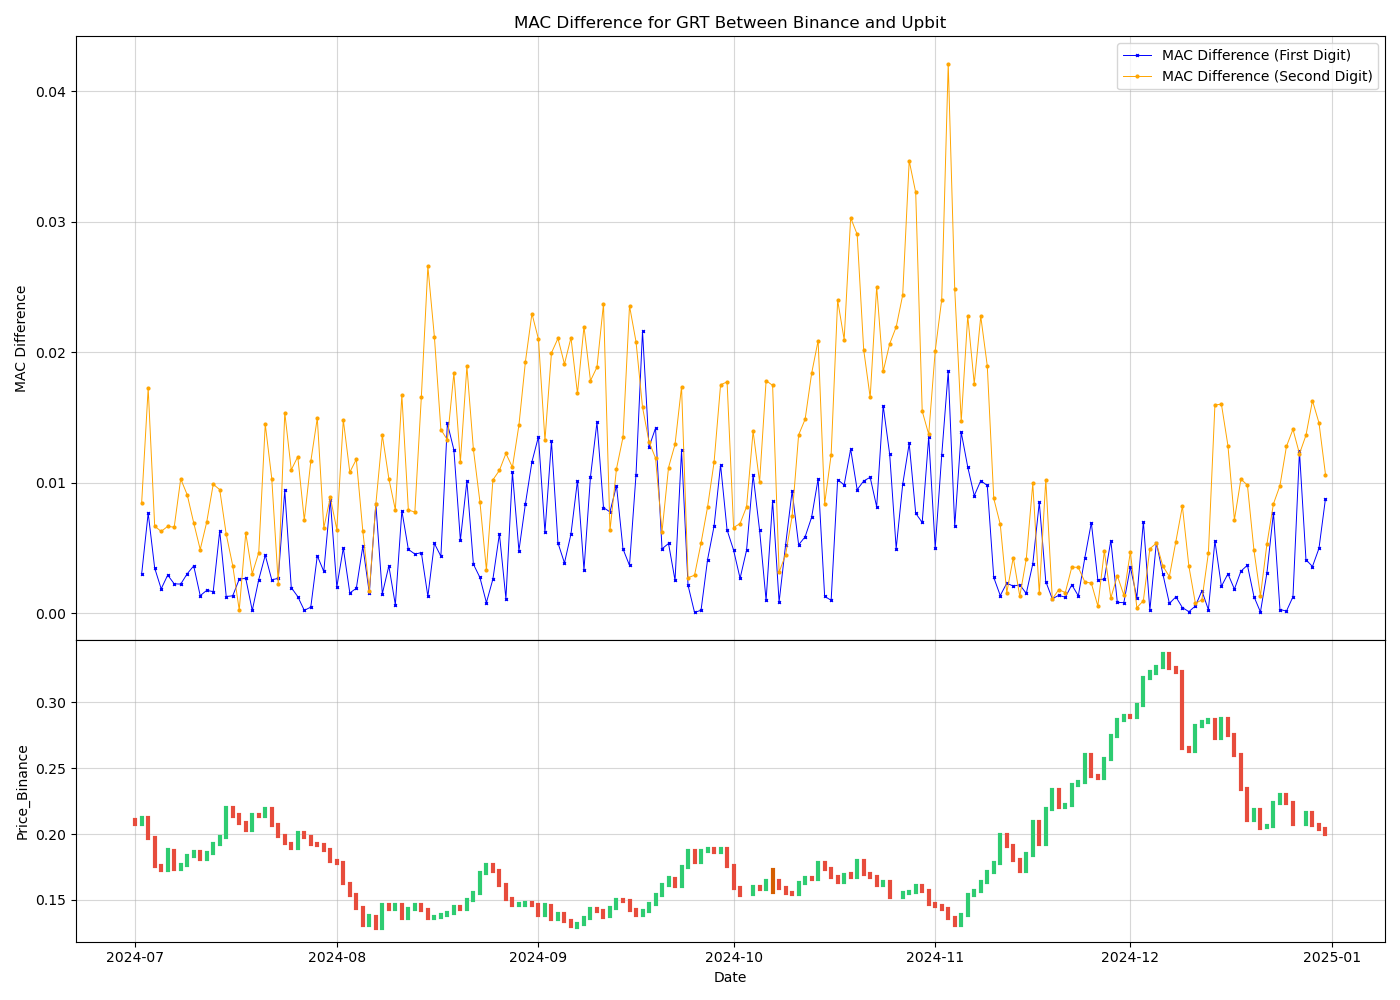 MAC Difference for GRT Between Binance and Upbit
MAC Difference (First Digit)
MAC Difference (Second Digit)
0.04
0.03
0.02
0.01
0.00
MAC Difference
0.30
0.25
0.20
0.15
Price_Binance
2024-07
2024-08
2024-09
2024-10
2024-11
2024-12
2025-01
Date